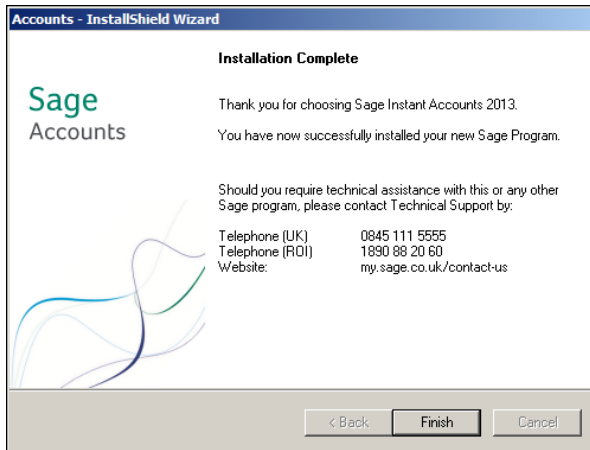 Accounts - InstallShield Wizard
Installation Complete
Sage
Accounts
Thank you for choosing Sage Instant Accounts 2013.
You have now successfully installed your new Sage Program.
Should you require technical assistance with this or any other
Sage program, please contact Technical Support by:
Telephone (UK) 0845 111 5555
Telephone (ROI) 1890 88 20 60
Website: my.sage.co.uk/contact-us
< Back Finish Cancel